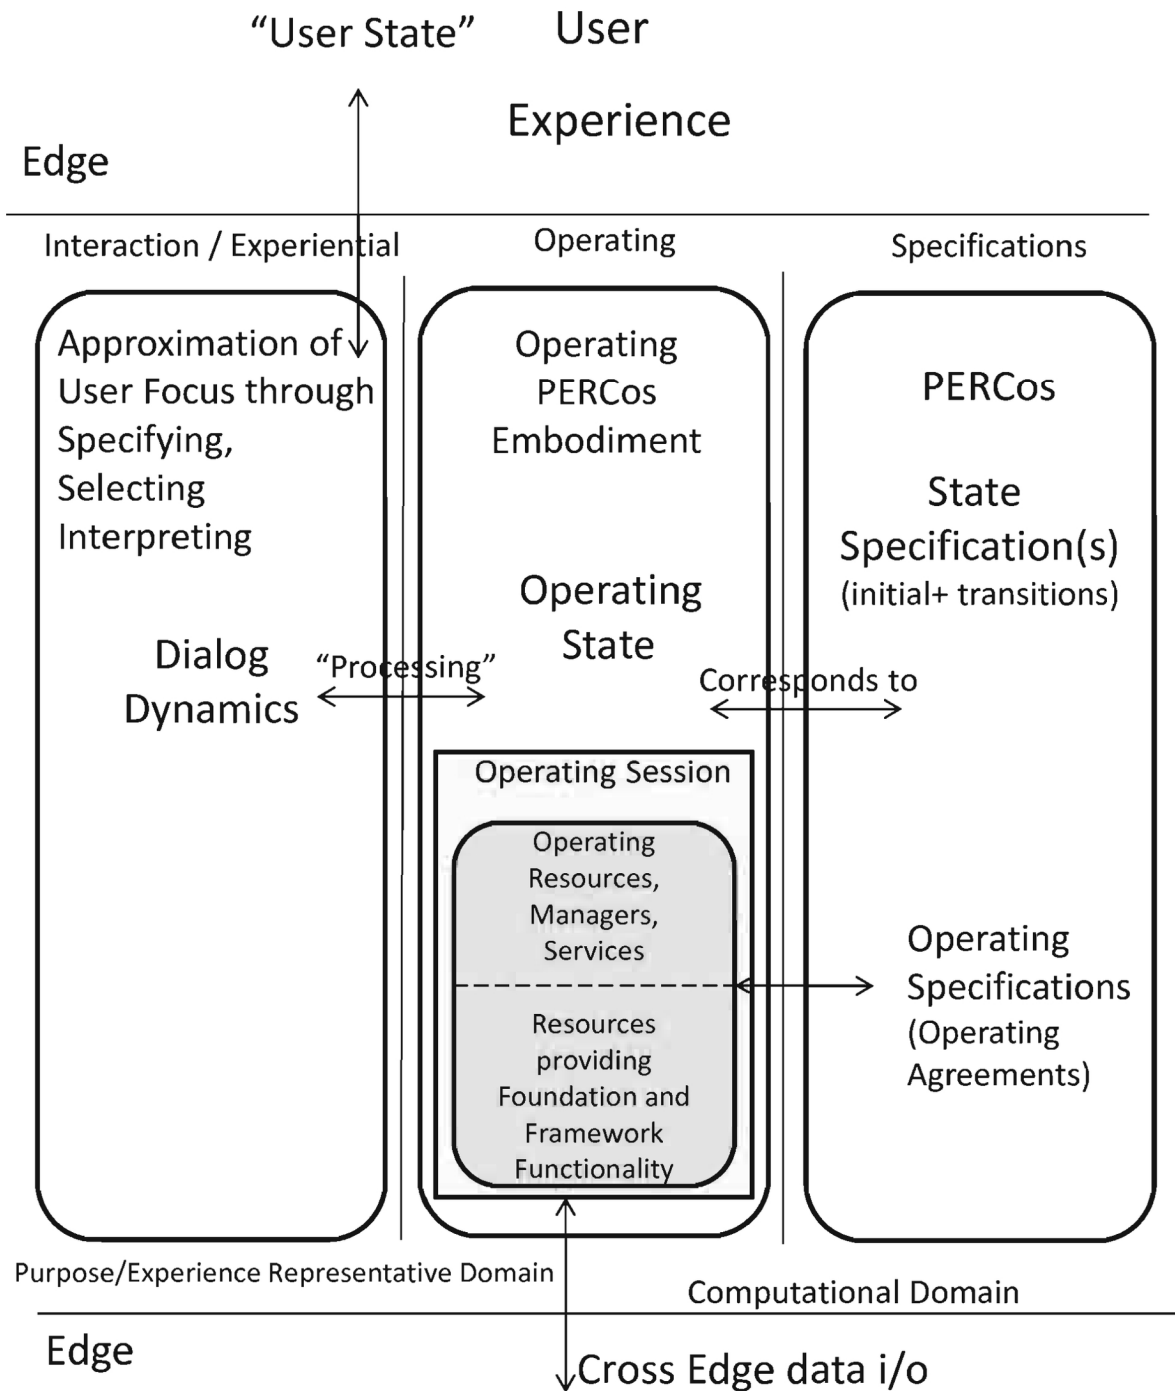 “User State”
User
Experience
Edge
Interaction / Experiential
Operating
Specifications
Approximation of
User Focus through
Specifying,
Selecting
Interpreting
Dialog
Dynamics
“Processing”
Operating
PERCos
Embodiment
Operating
State
Corresponds to
PERCos
State
Specification(s)
(initial+ transitions)
Operating Session
Operating
Resources,
Managers,
Services
Resources
providing
Foundation and
Framework
Functionality
Operating
Specifications
(Operating
Agreements)
Purpose/Experience Representative Domain
Computational Domain
Edge
Cross Edge data i/o